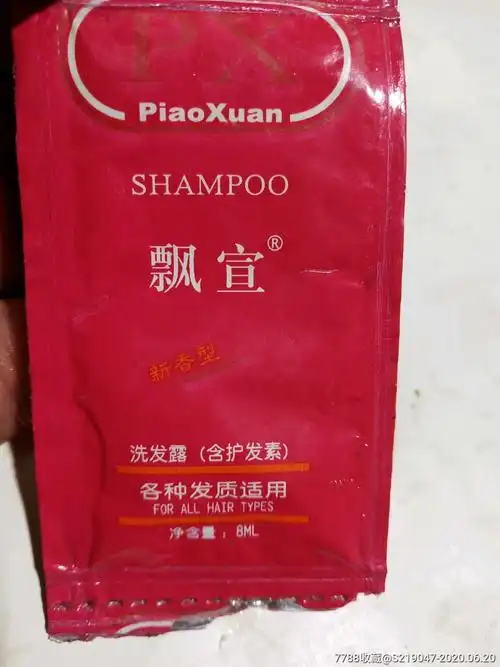 PX
PiaoXuan
SHAMPOO
飘宣®
新香型
洗发露（含护发素）
各种发质适用
FOR ALL HAIR TYPES
净含量：8ML
7788收藏@S219047-2020.06.20